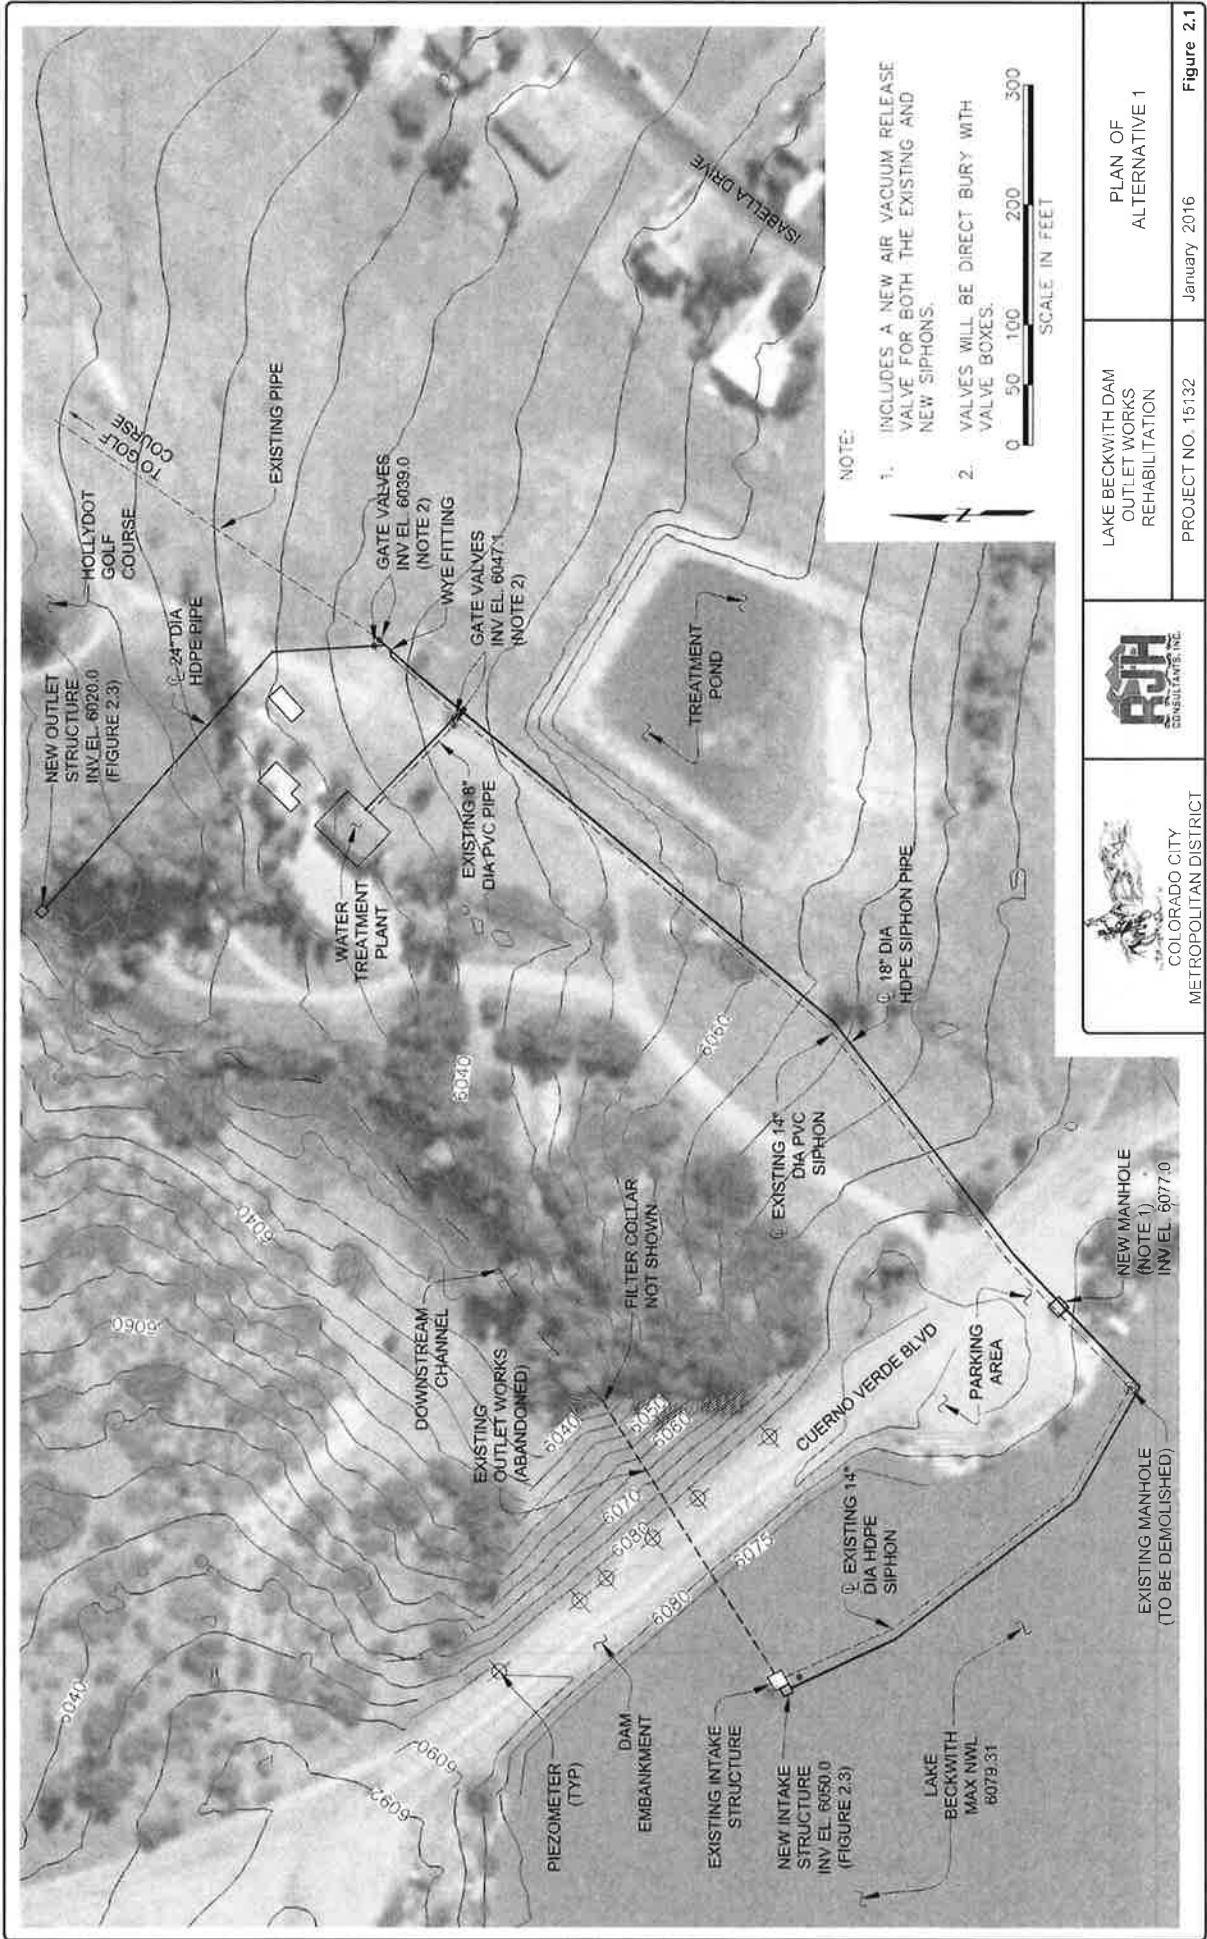 NEW OUTLET
STRUCTURE
INV EL. 6020.0
(FIGURE 2.3)
HOLLYDOT
GOLF
COURSE
℄ 24" DIA
HDPE PIPE
TO GOLF
COURSE
EXISTING PIPE
GATE VALVES
INV EL. 6039.0
(NOTE 2)
WYE FITTING
GATE VALVES
INV EL. 6047.1
(NOTE 2)
WATER
TREATMENT
PLANT
EXISTING 8"
DIA PVC PIPE
TREATMENT
POND
ISABELLA DRIVE
℄ 18" DIA
HDPE SIPHON PIPE
℄ EXISTING 14"
DIA PVC
SIPHON
6040
6060
6040
6060
DOWNSTREAM
CHANNEL
FILTER COLLAR
NOT SHOWN
EXISTING
OUTLET WORKS
(ABANDONED)
6040
6050
6060
6070
6080
6075
6080
CUERNO VERDE BLVD
PARKING
AREA
NEW MANHOLE
(NOTE 1)
INV EL. 6077.0
EXISTING MANHOLE
(TO BE DEMOLISHED)
℄ EXISTING 14"
DIA HDPE
SIPHON
6040
6090
6092
PIEZOMETER
(TYP)
DAM
EMBANKMENT
EXISTING INTAKE
STRUCTURE
NEW INTAKE
STRUCTURE
INV EL. 6050.0
(FIGURE 2.3)
LAKE
BECKWITH
MAX NWL
6079.31
NOTE:
1. INCLUDES A NEW AIR VACUUM RELEASE
VALVE FOR BOTH THE EXISTING AND
NEW SIPHONS.
2. VALVES WILL BE DIRECT BURY WITH
VALVE BOXES.
N
0 50 100 200 300
SCALE IN FEET
COLORADO CITY
METROPOLITAN DISTRICT
RJH
CONSULTANTS, INC.
LAKE BECKWITH DAM
OUTLET WORKS
REHABILITATION
PROJECT NO. 15132
PLAN OF
ALTERNATIVE 1
January 2016
Figure 2.1